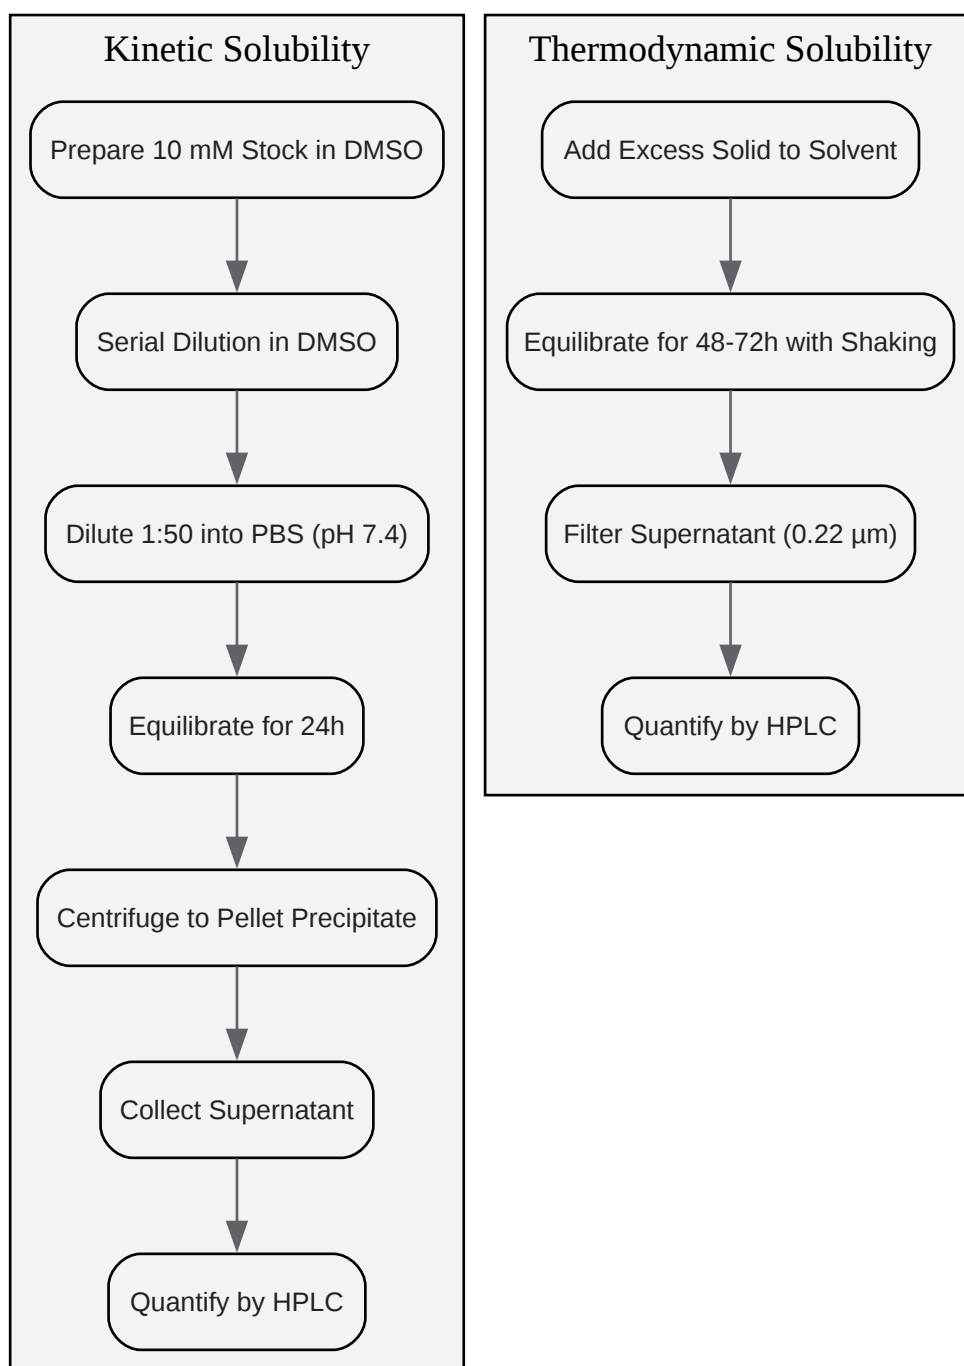 Kinetic Solubility
Prepare 10 mM Stock in DMSO
Serial Dilution in DMSO
Dilute 1:50 into PBS (pH 7.4)
Equilibrate for 24h
Centrifuge to Pellet Precipitate
Collect Supernatant
Quantify by HPLC
Thermodynamic Solubility
Add Excess Solid to Solvent
Equilibrate for 48-72h with Shaking
Filter Supernatant (0.22 µm)
Quantify by HPLC